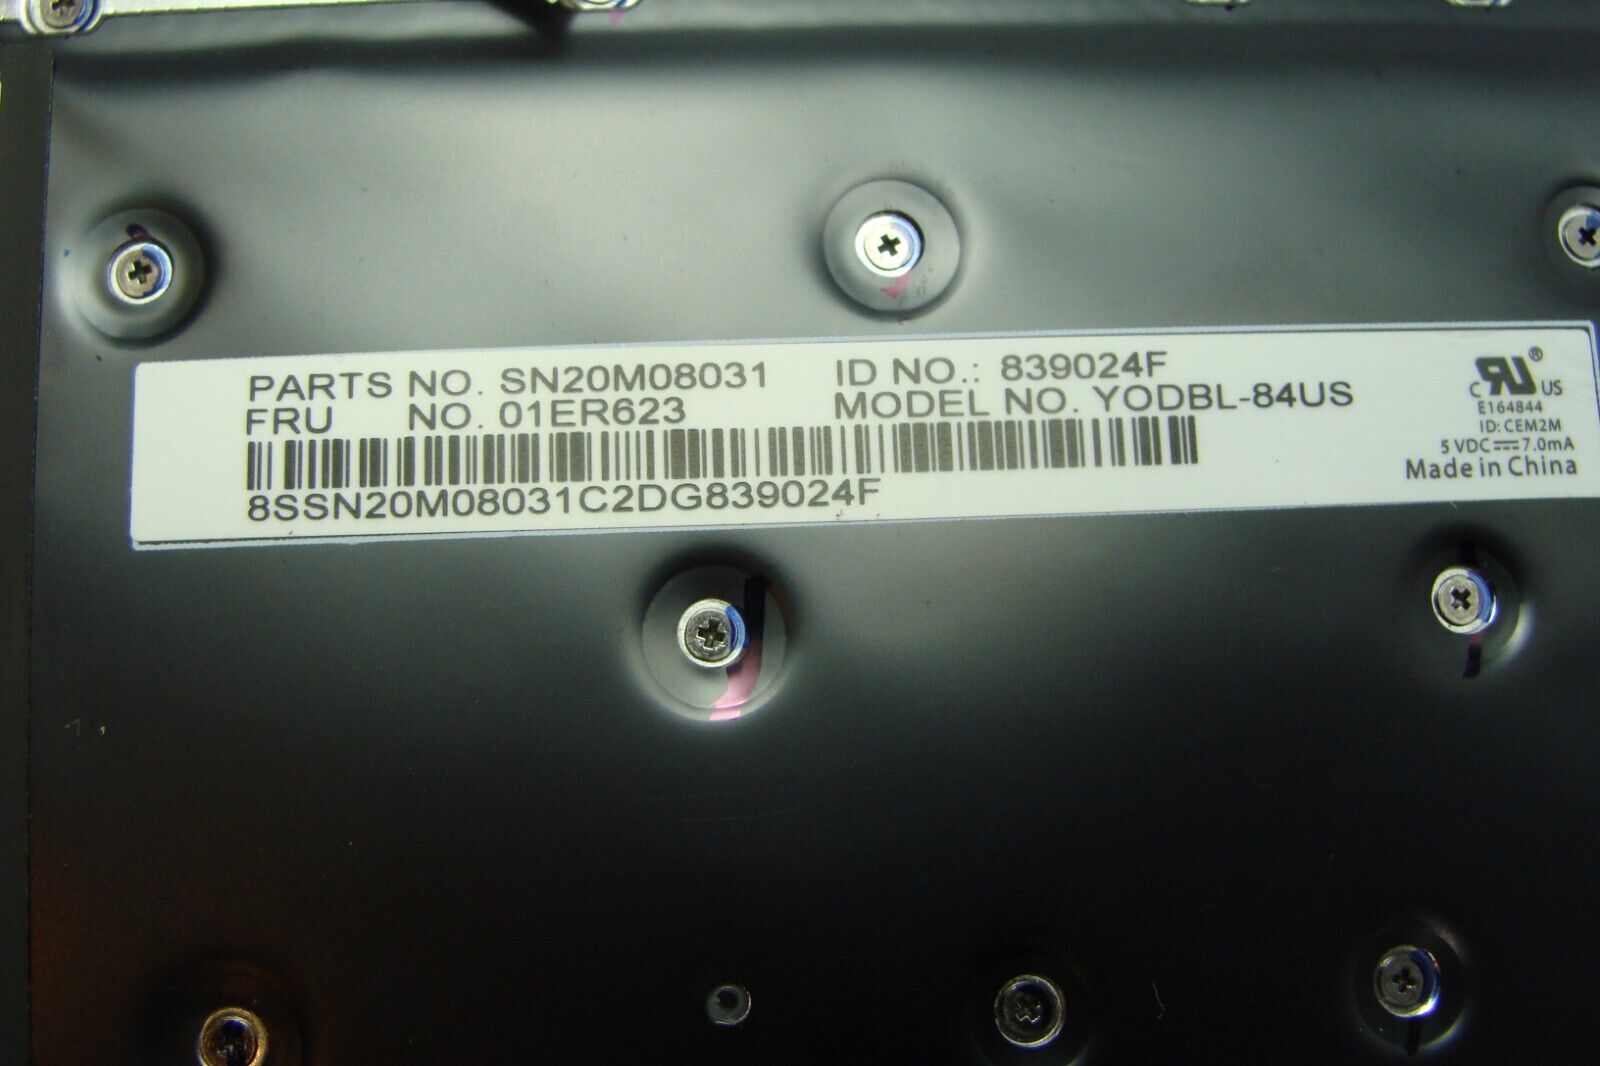 PARTS NO. SN20M08031 ID NO.: 839024F
FRU NO. 01ER623 MODEL NO. YODBL-84US
8SSN20M08031C2DG839024F
C RU ® US
E164844
ID: CEM2M
5 VDC ⎓ 7.0mA
Made in China